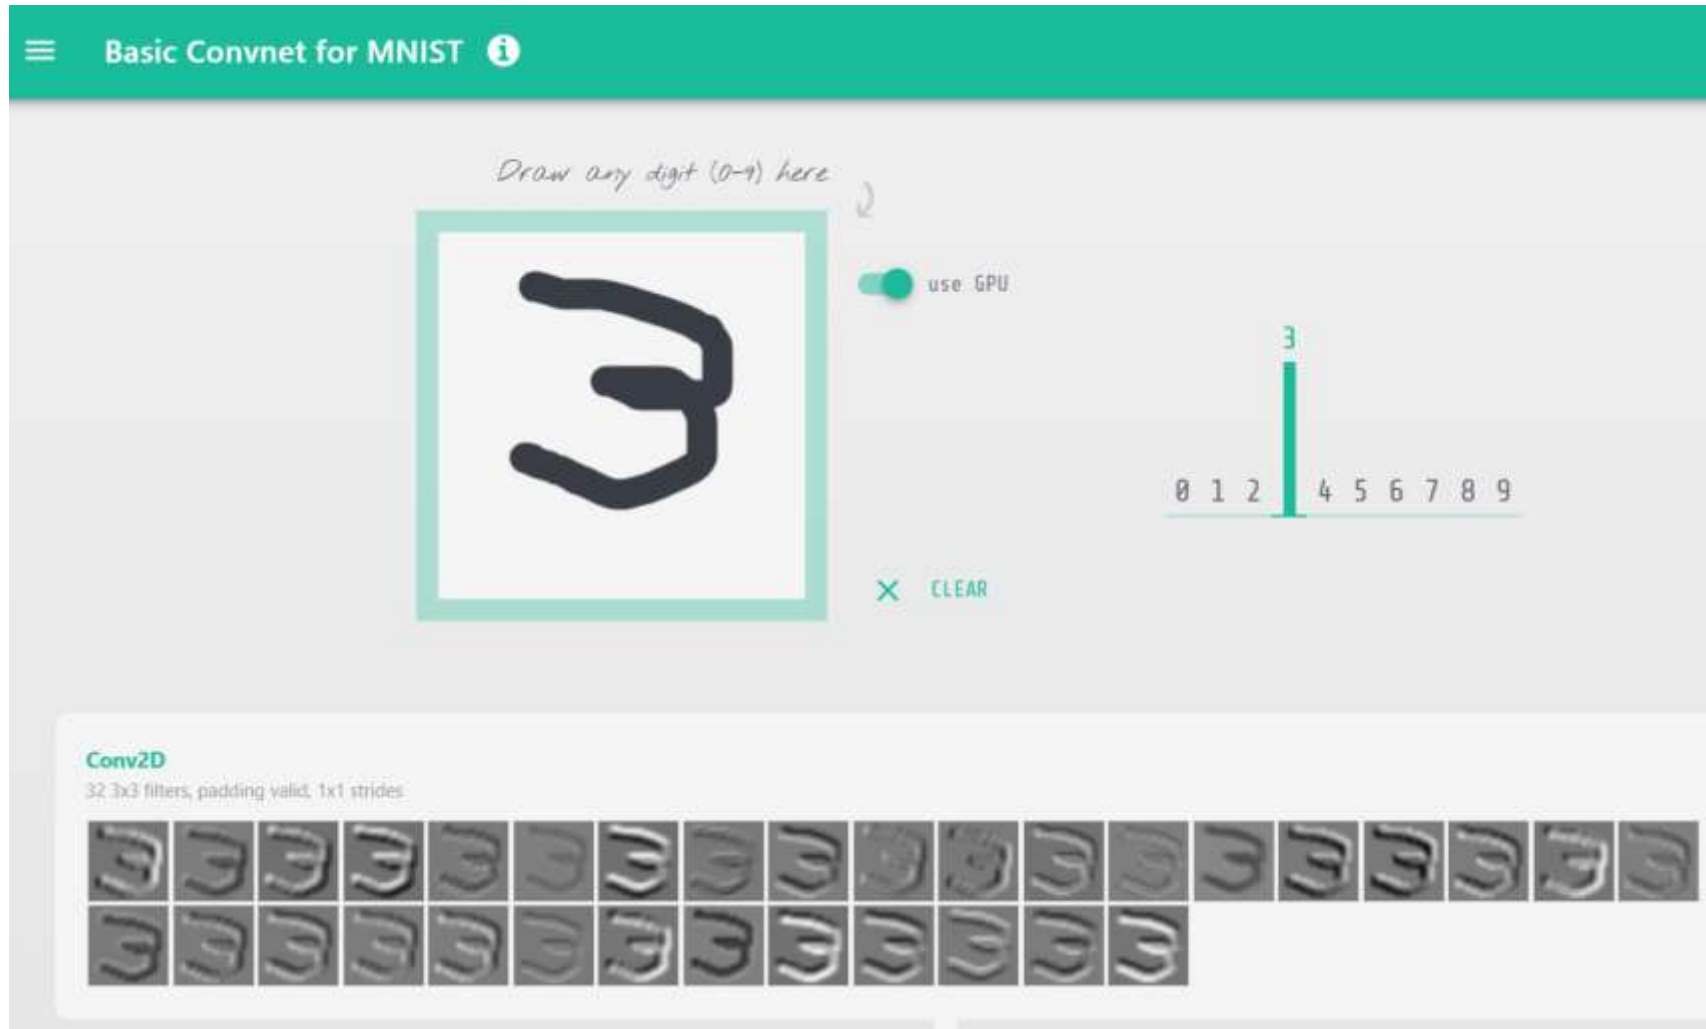 Basic Convnet for MNIST i
Draw any digit (0-9) here
use GPU
3
3
0 1 2 4 5 6 7 8 9
CLEAR
Conv2D
32 3x3 filters, padding valid, 1x1 strides